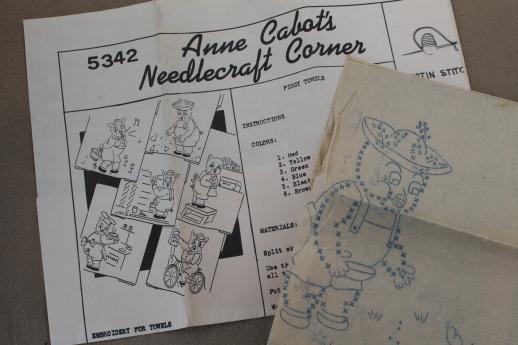 5342
Anne Cabot's
Needlecraft Corner
PIGGY TOWELS
INSTRUCTIONS
COLORS:
1. Red
2. Yellow
3. Green
4. Blue
5. Black
6. Brown
MATERIALS:
Split
Use
all
Put
STITC
EMBROIDERY FOR TOWELS